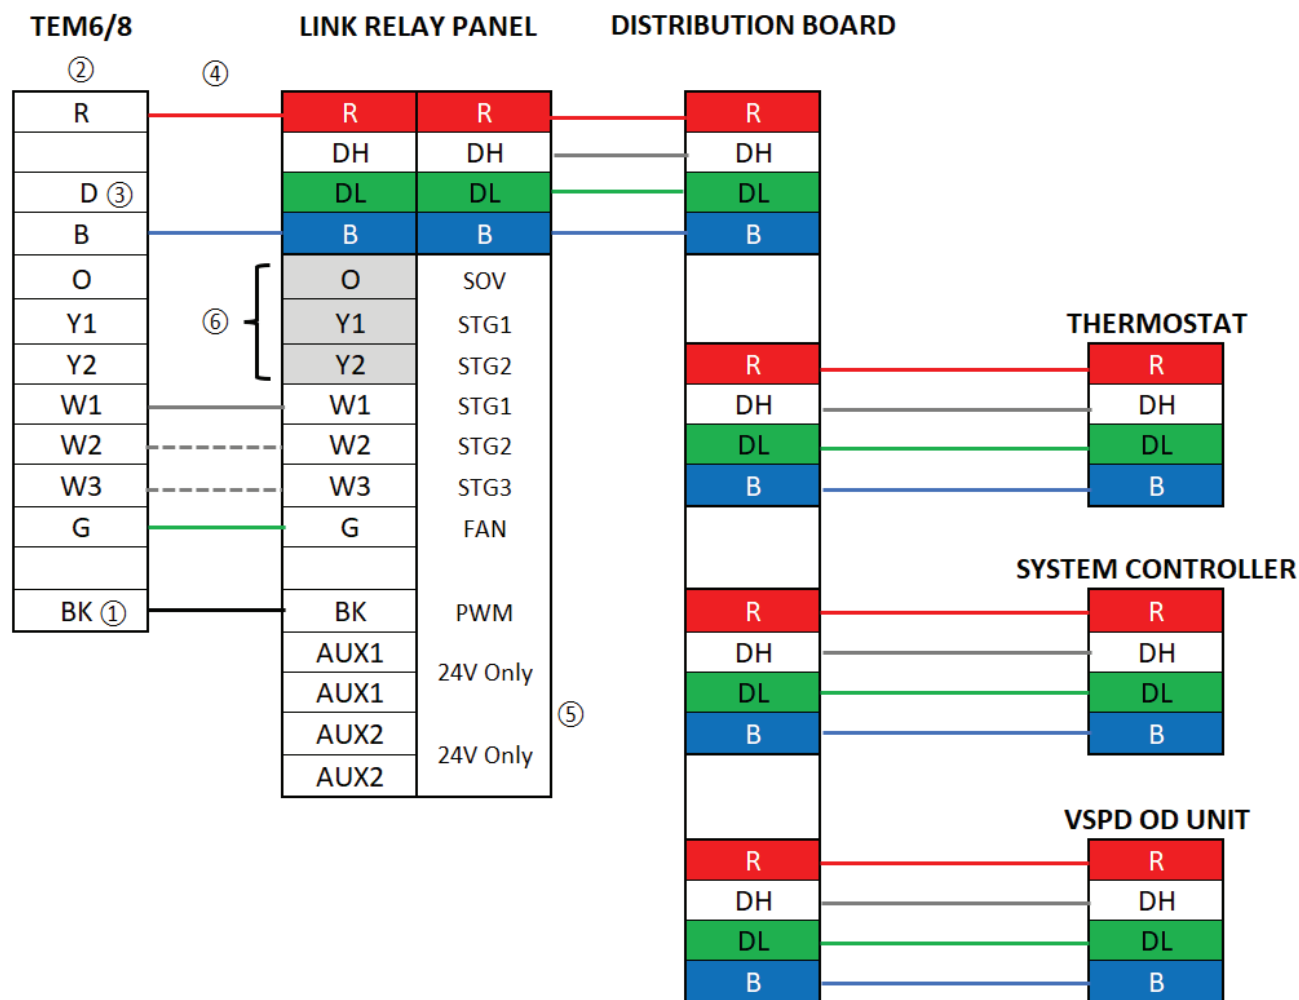 TEM6/8 LINK RELAY PANEL DISTRIBUTION BOARD
② ④
R R R R
DH DH DH
D ③ DL DL DL
B B B B
O O SOV
⑥ Y1 Y1 STG1 THERMOSTAT
Y2 Y2 STG2 R R
W1 W1 STG1 DH DH
W2 W2 STG2 DL DL
W3 W3 STG3 B B
G G FAN
SYSTEM CONTROLLER
BK ① BK PWM R R
AUX1 24V Only DH DH
AUX1 DL DL
⑤
AUX2 24V Only B B
AUX2
VSPD OD UNIT
R R
DH DH
DL DL
B B